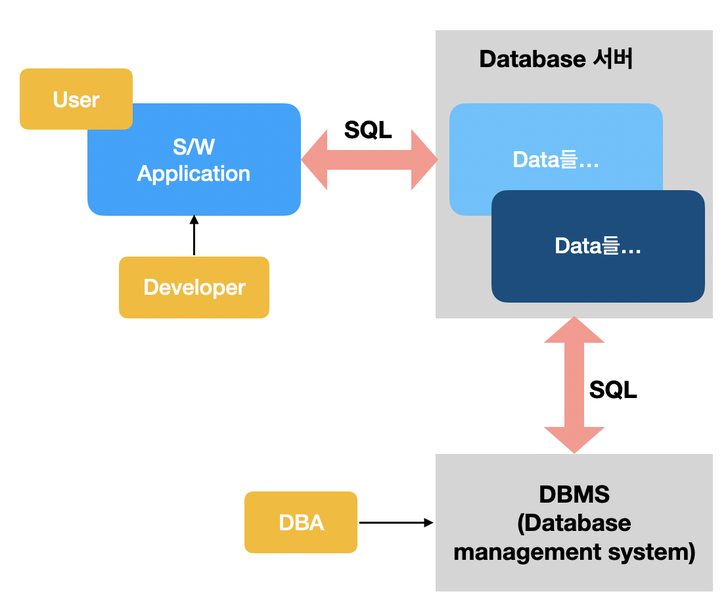 Database 서버
User
SQL
S/W
Application
Data들...
Data들...
Developer
SQL
DBMS
(Database
management system)
DBA